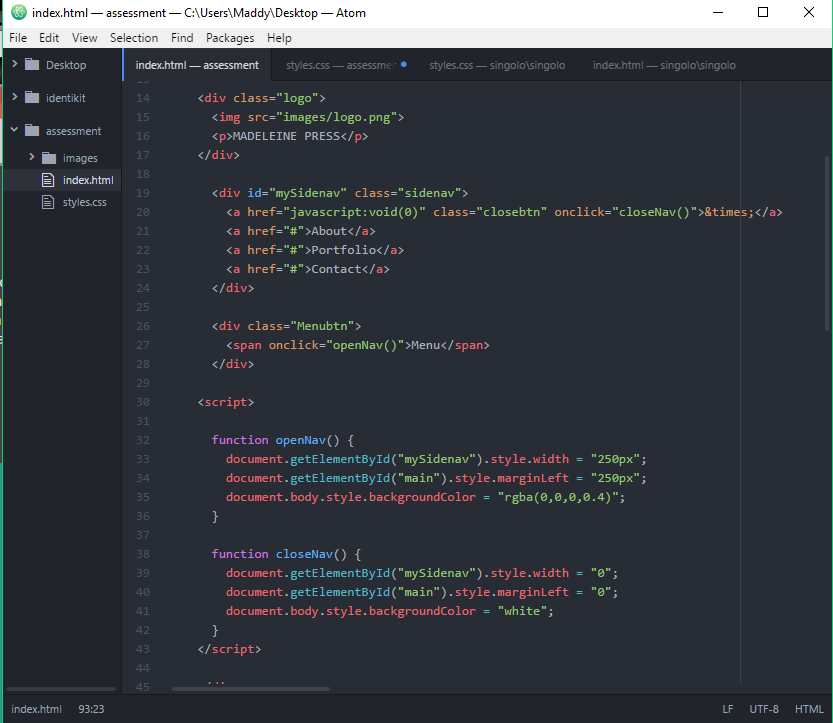 index.html — assessment — C:\Users\Maddy\Desktop — Atom
File Edit View Selection Find Packages Help
Desktop
identikit
assessment
images
index.html
styles.css
index.html — assessment styles.css — assessme styles.css — singolo\singolo index.html — singolo\singolo
14 <div class="logo">
15 <img src="images/logo.png">
16 <p>MADELEINE PRESS</p>
17 </div>
18
19 <div id="mySidenav" class="sidenav">
20 <a href="javascript:void(0)" class="closebtn" onclick="closeNav()">&times;</a>
21 <a href="#">About</a>
22 <a href="#">Portfolio</a>
23 <a href="#">Contact</a>
24 </div>
25
26 <div class="Menubtn">
27 <span onclick="openNav()">Menu</span>
28 </div>
29
30 <script>
31
32 function openNav() {
33 document.getElementById("mySidenav").style.width = "250px";
34 document.getElementById("main").style.marginLeft = "250px";
35 document.body.style.backgroundColor = "rgba(0,0,0,0.4)";
36 }
37
38 function closeNav() {
39 document.getElementById("mySidenav").style.width = "0";
40 document.getElementById("main").style.marginLeft = "0";
41 document.body.style.backgroundColor = "white";
42 }
43 </script>
44
45
index.html 93:23 LF UTF-8 HTML